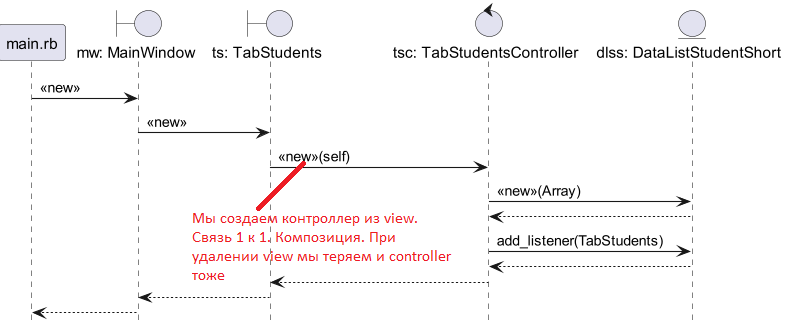 main.rb
mw: MainWindow
ts: TabStudents
tsc: TabStudentsController
dlss: DataListStudentShort
«new»
«new»
«new»(self)
«new»(Array)
add_listener(TabStudents)
Мы создаем контроллер из view.
Связь 1 к 1. Композиция. При
удалении view мы теряем и controller
тоже